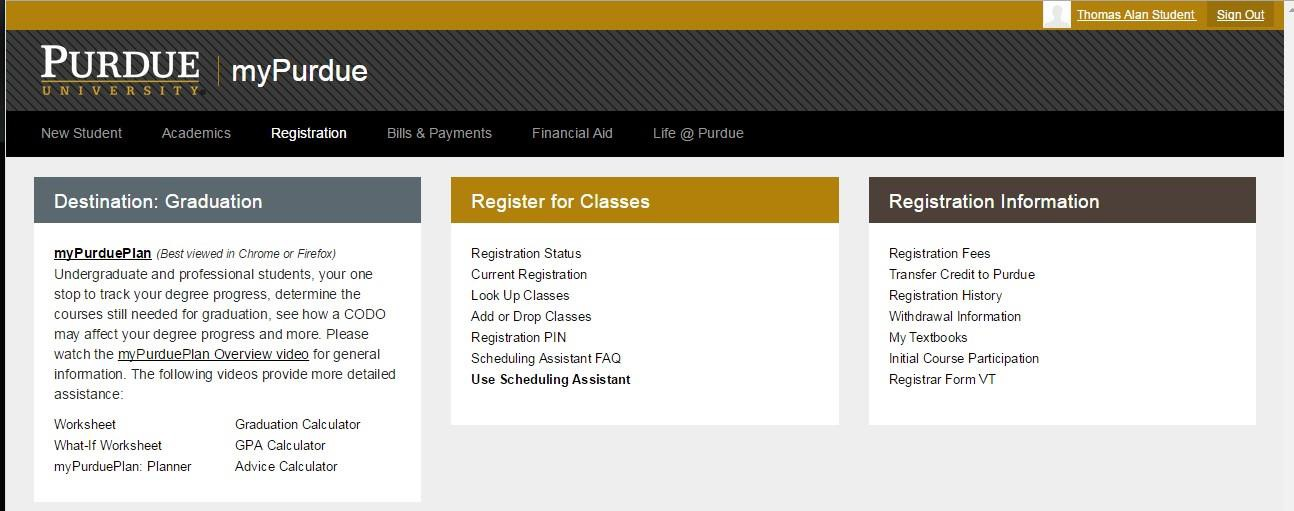 Thomas Alan Student
Sign Out
PURDUE
UNIVERSITY
myPurdue
New Student
Academics
Registration
Bills & Payments
Financial Aid
Life @ Purdue
Destination: Graduation
myPurduePlan (Best viewed in Chrome or Firefox)
Undergraduate and professional students, your one
stop to track your degree progress, determine the
courses still needed for graduation, see how a CODO
may affect your degree progress and more. Please
watch the myPurduePlan Overview video for general
information. The following videos provide more detailed
assistance:
Worksheet
What-If Worksheet
myPurduePlan: Planner
Graduation Calculator
GPA Calculator
Advice Calculator
Register for Classes
Registration Status
Current Registration
Look Up Classes
Add or Drop Classes
Registration PIN
Scheduling Assistant FAQ
Use Scheduling Assistant
Registration Information
Registration Fees
Transfer Credit to Purdue
Registration History
Withdrawal Information
My Textbooks
Initial Course Participation
Registrar Form VT